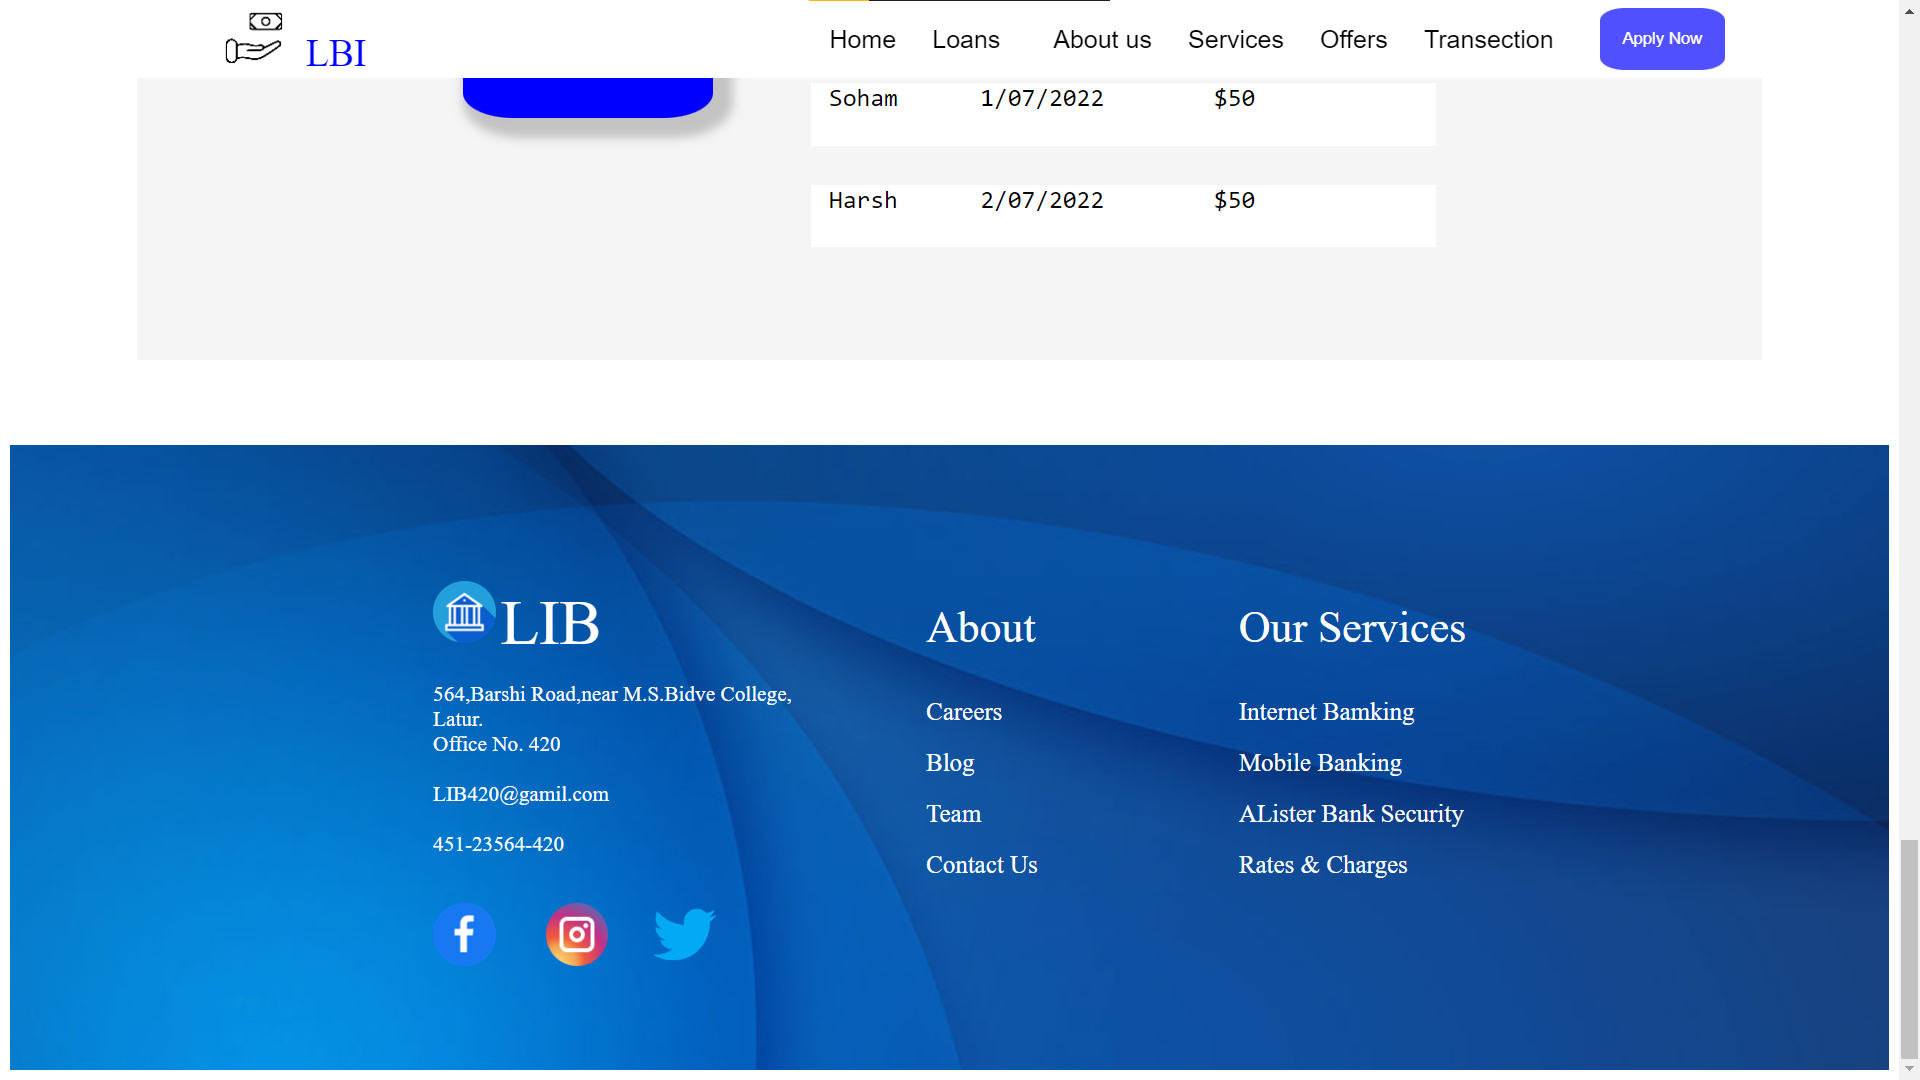 LBI
Home Loans About us Services Offers Transection Apply Now
Soham 1/07/2022 $50
Harsh 2/07/2022 $50
LIB
564,Barshi Road,near M.S.Bidve College,
Latur.
Office No. 420
LIB420@gamil.com
451-23564-420
About
Careers
Blog
Team
Contact Us
Our Services
Internet Bamking
Mobile Banking
ALister Bank Security
Rates & Charges